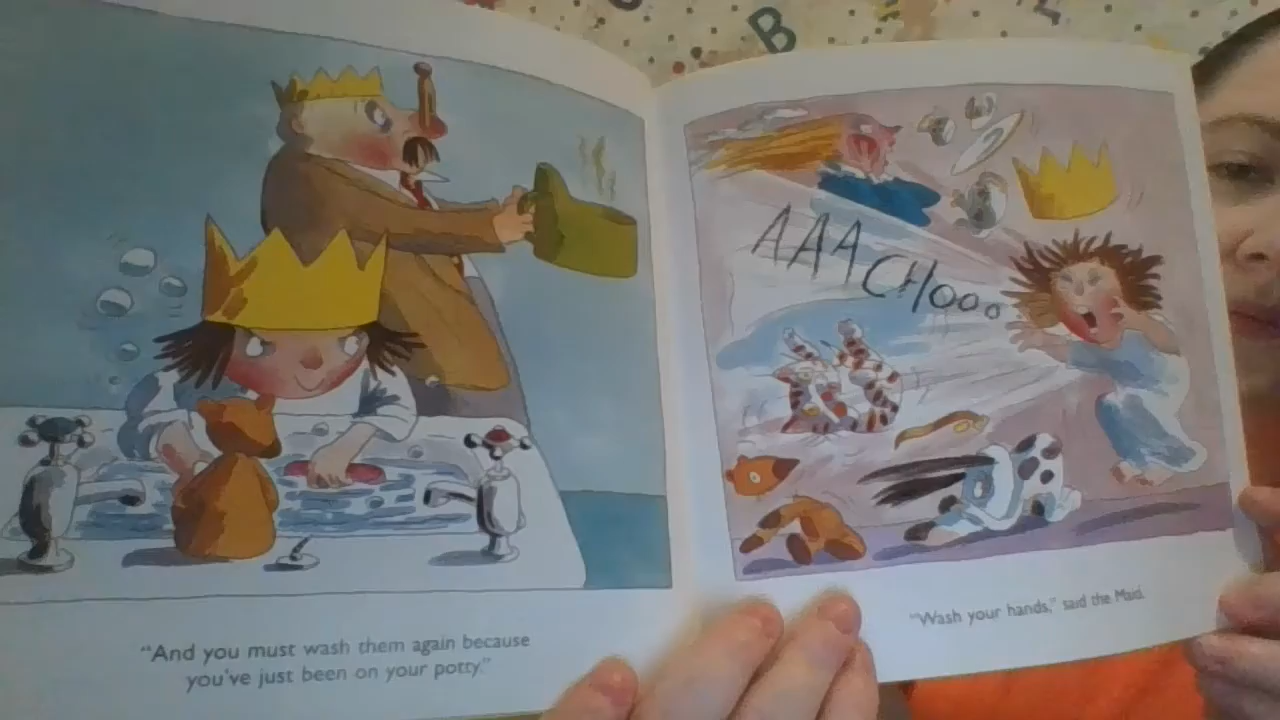 B
AAACHOOO
"And you must wash them again because
you've just been on your potty."
"Wash your hands," said the Maid.